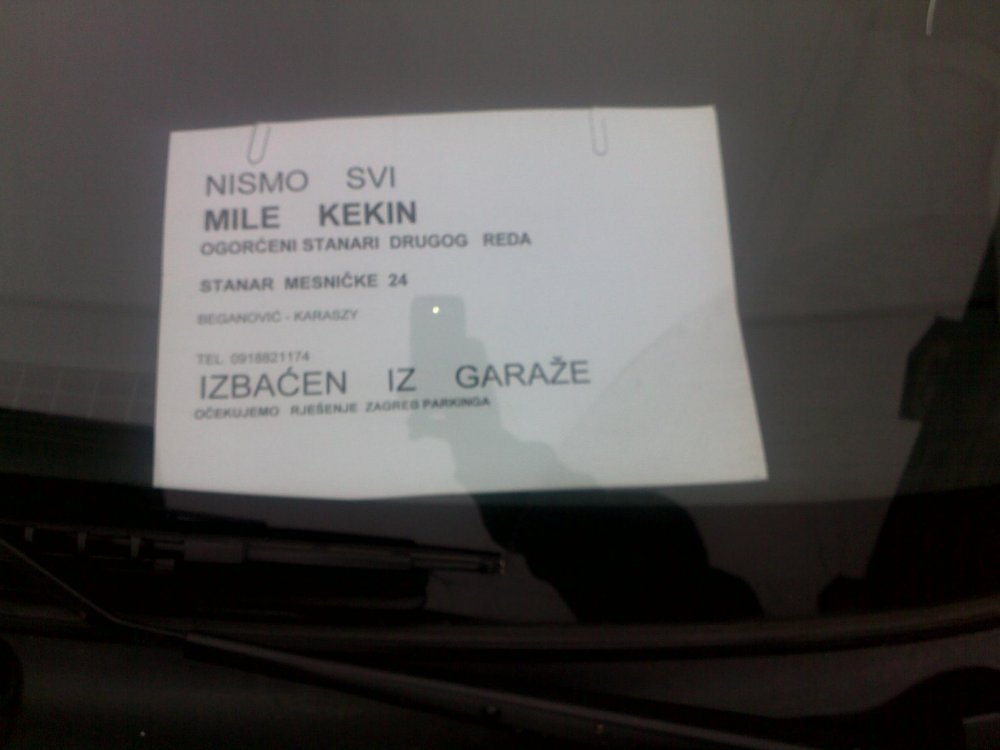 NISMO SVI
MILE KEKIN
OGORČENI STANARI DRUGOG REDA
STANAR MESNIČKE 24
BEGANOVIĆ - KARASZY
TEL. 0918821174
IZBAĆEN IZ GARAŽE
OČEKUJEMO RJEŠENJE ZAGREB PARKINGA